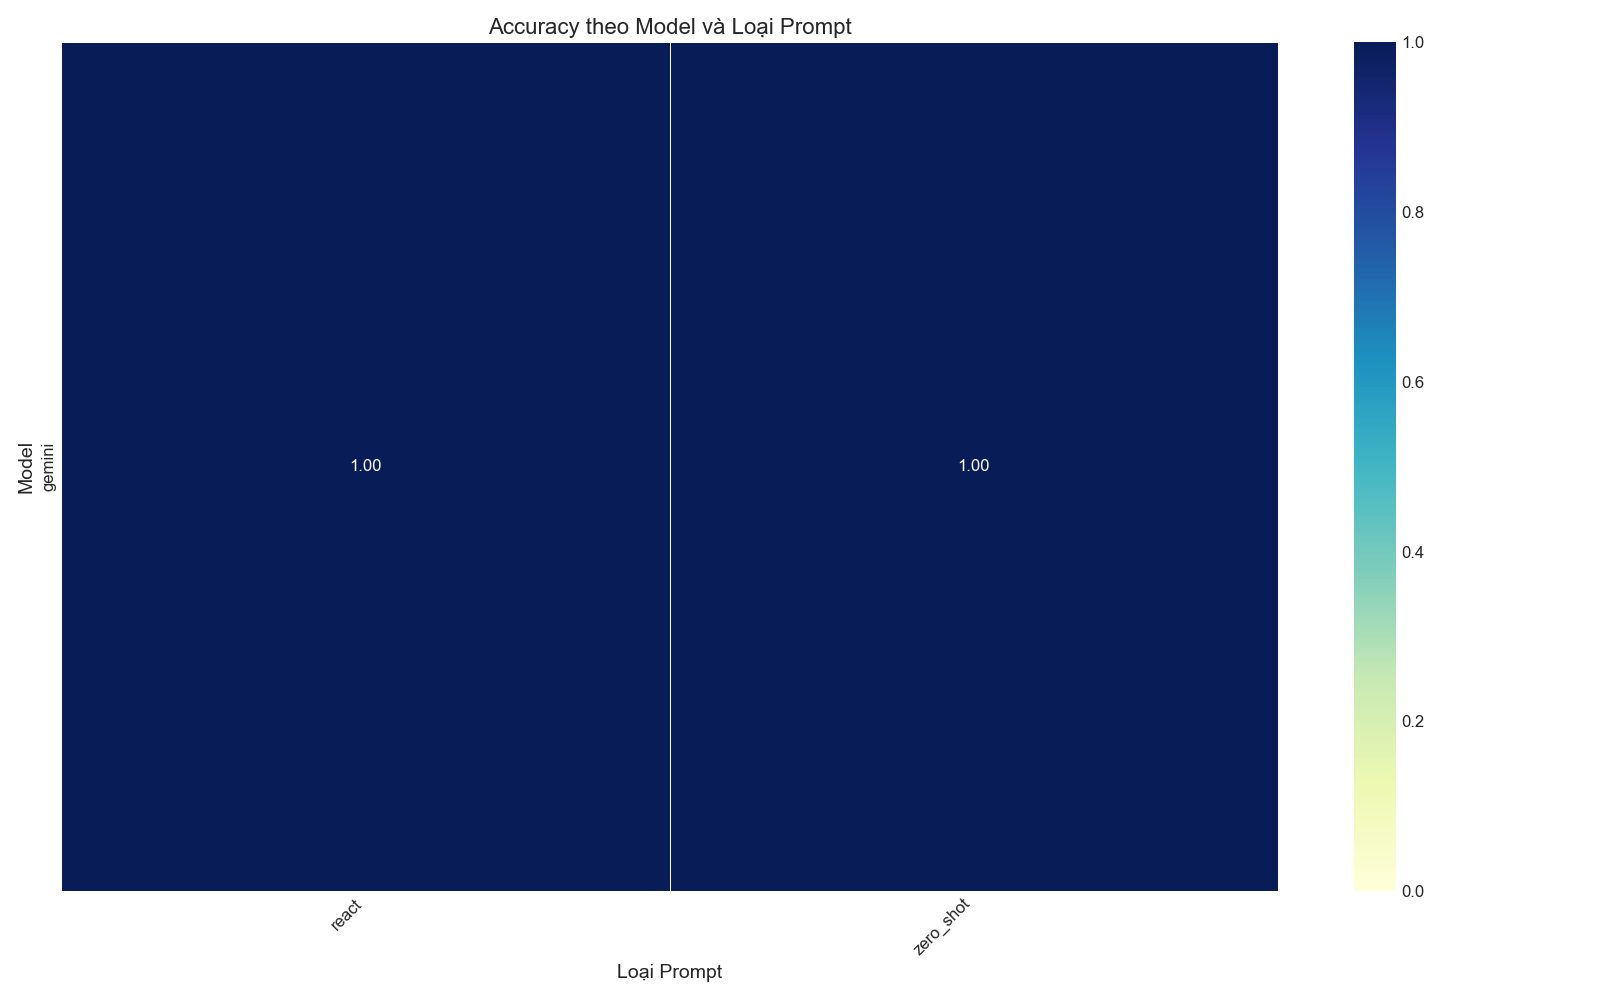 Accuracy theo Model và Loại Prompt
Model
gemini
1.00
1.00
react
zero_shot
Loại Prompt
1.0
0.8
0.6
0.4
0.2
0.0